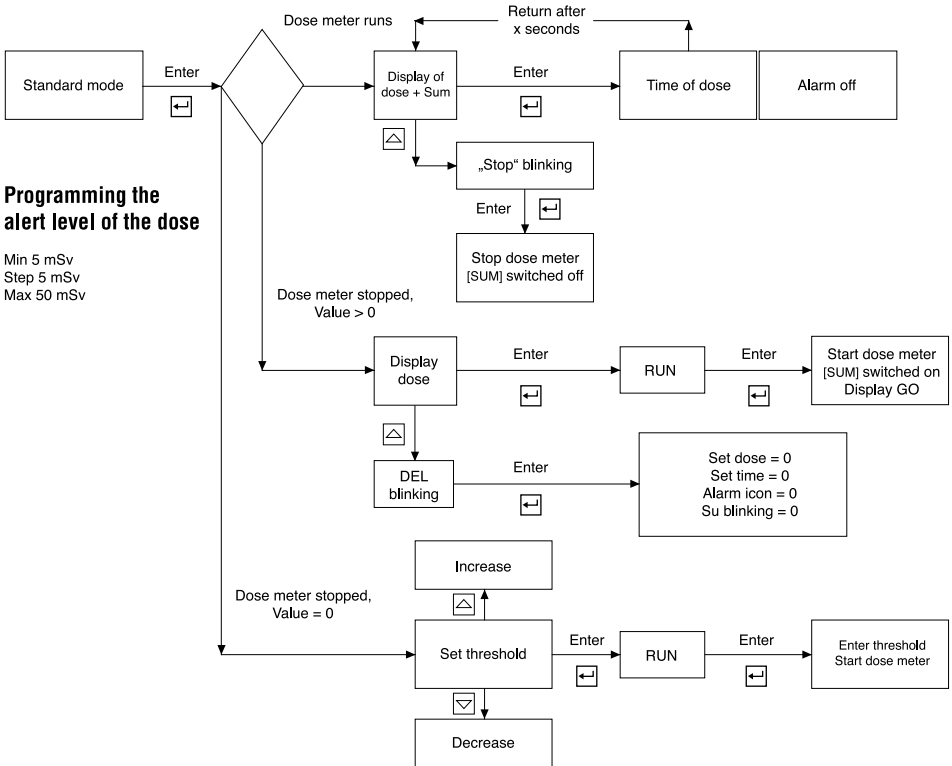 Dose meter runs
Return after
x seconds
Standard mode
Enter
Display of
dose + Sum
Enter
Time of dose
Alarm off
„Stop“ blinking
Enter
Stop dose meter
[SUM] switched off
Programming the
alert level of the dose
Min 5 mSv
Step 5 mSv
Max 50 mSv
Dose meter stopped,
Value > 0
Display
dose
Enter
RUN
Enter
Start dose meter
[SUM] switched on
Display GO
DEL
blinking
Enter
Set dose = 0
Set time = 0
Alarm icon = 0
Su blinking = 0
Dose meter stopped,
Value = 0
Increase
Set threshold
Enter
RUN
Enter
Enter threshold
Start dose meter
Decrease